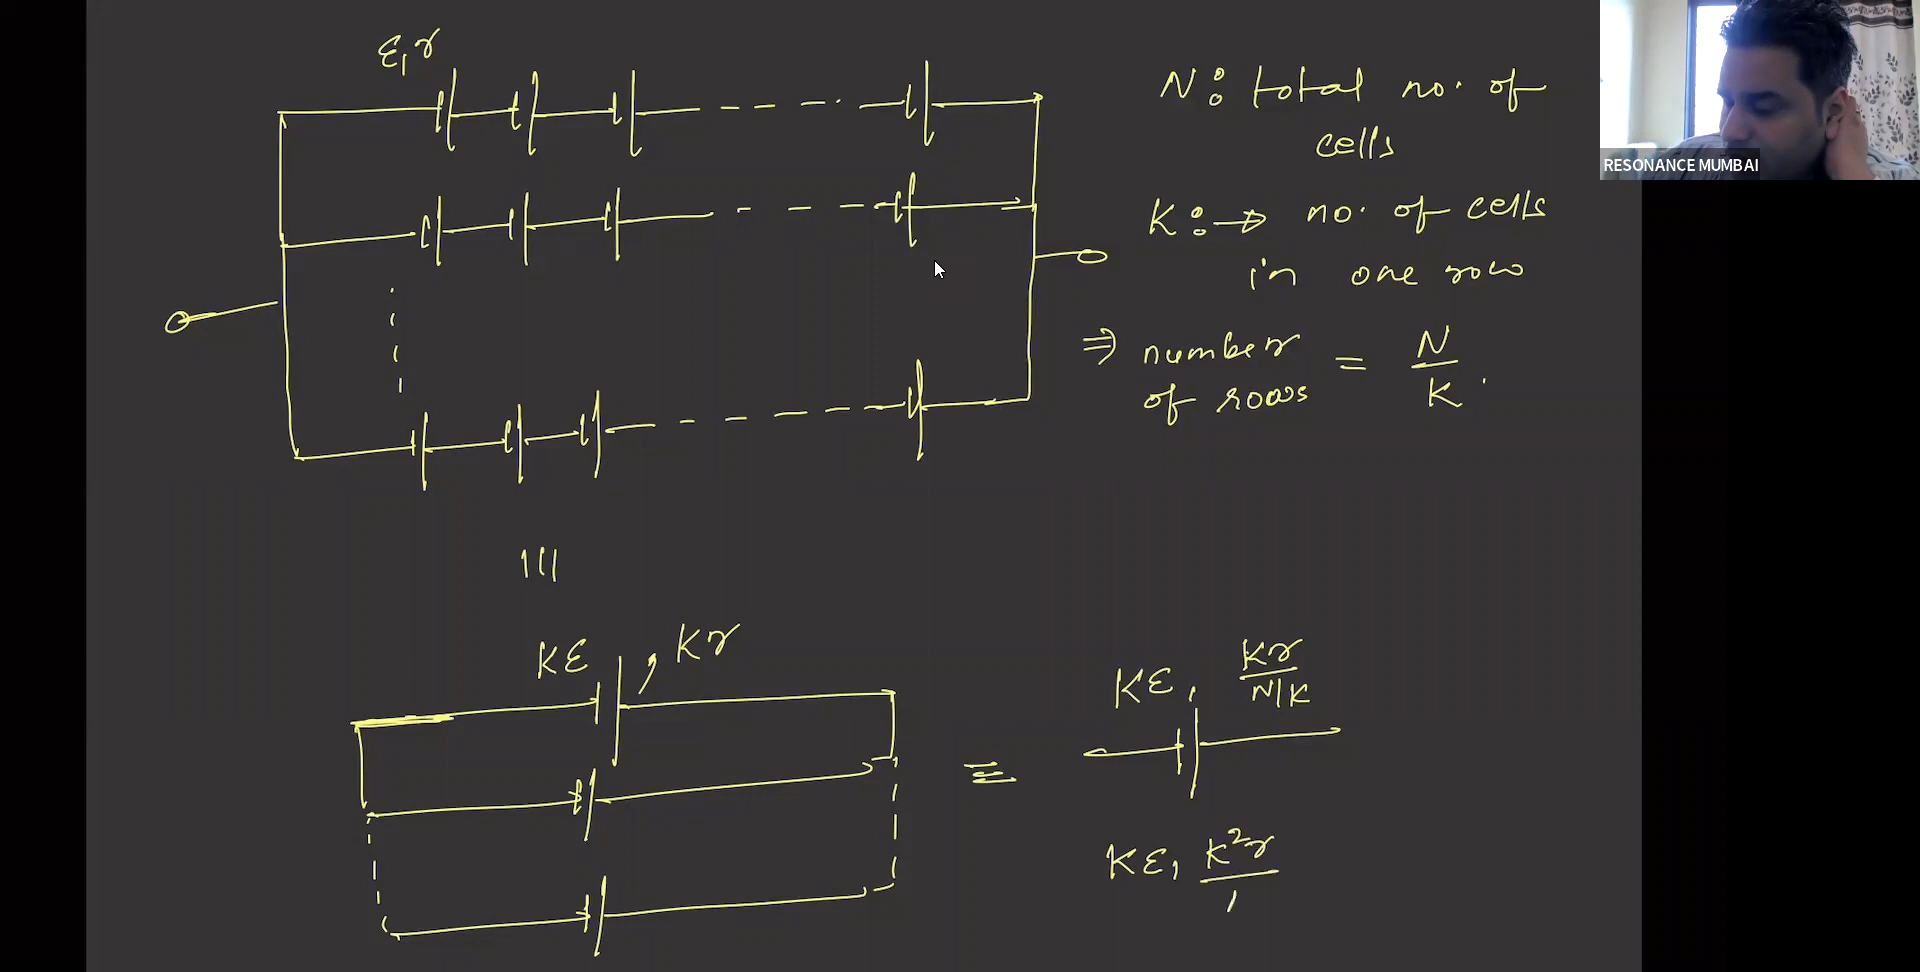 ε, r
N: total no. of
cells
K: → no. of cells
in one row
⇒ number
of rows = N/K.
|||
Kε, Kr
≡
Kε, Kr/N/K
Kε, K²r/
RESONANCE MUMBAI